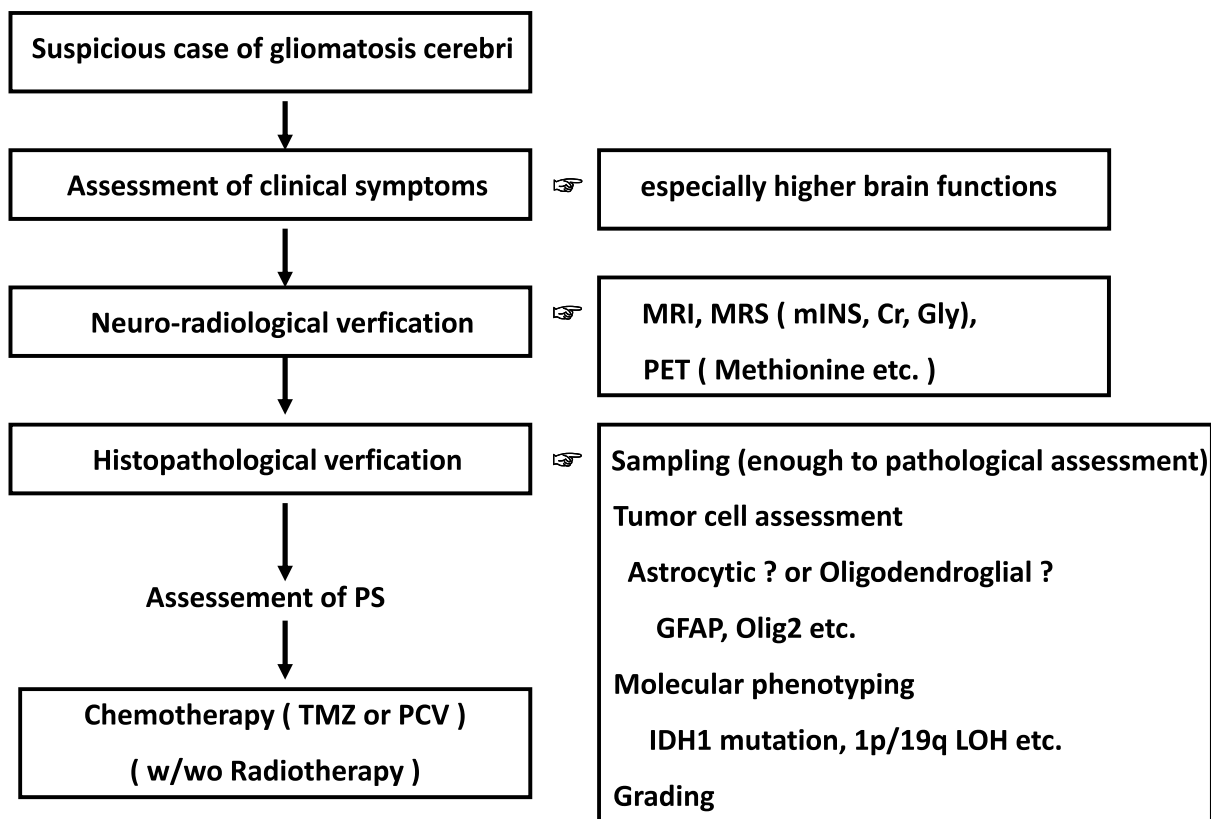 Suspicious case of gliomatosis cerebri
Assessment of clinical symptoms
especially higher brain functions
Neuro-radiological verfication
MRI, MRS ( mINS, Cr, Gly),
PET ( Methionine etc. )
Histopathological verfication
Sampling (enough to pathological assessment)
Tumor cell assessment
Astrocytic ? or Oligodendroglial ?
GFAP, Olig2 etc.
Molecular phenotyping
IDH1 mutation, 1p/19q LOH etc.
Grading
Assessement of PS
Chemotherapy ( TMZ or PCV )
( w/wo Radiotherapy )